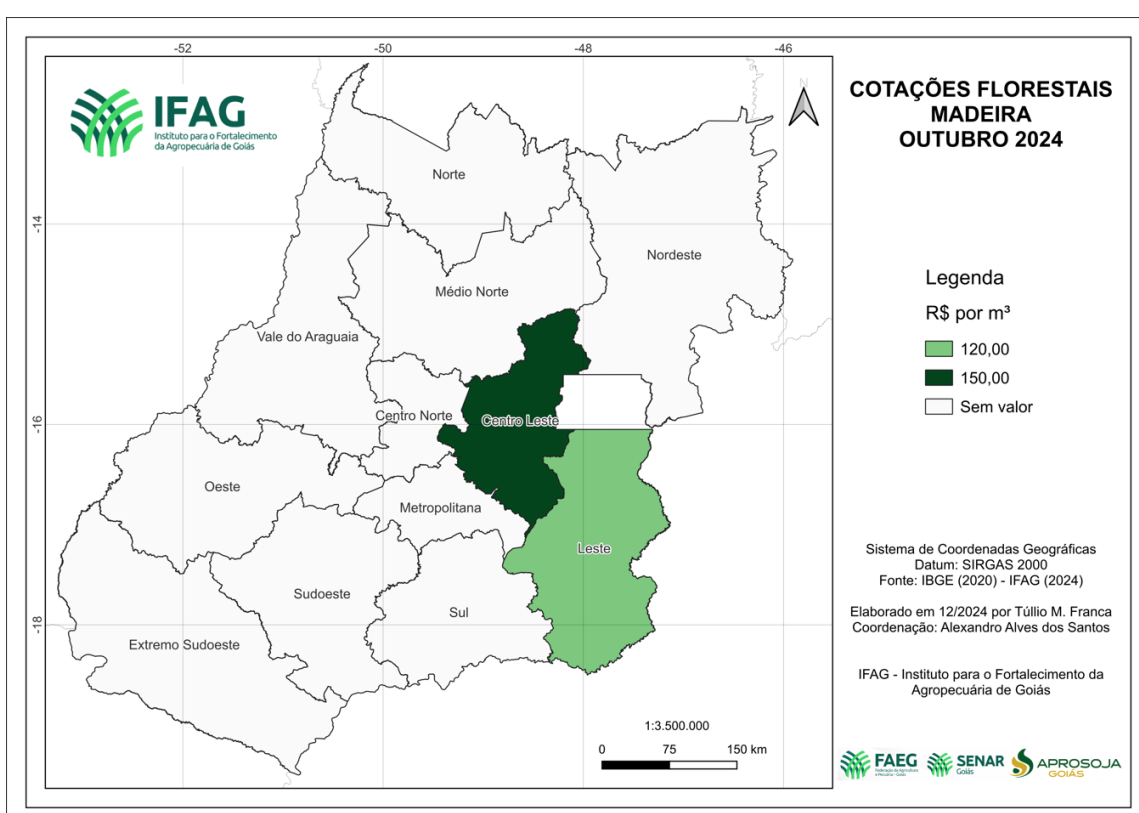 -52
-50
-48
-46
-14
-16
-18
IFAG
Instituto para o Fortalecimento
da Agropecuária de Goiás
Norte
Nordeste
Médio Norte
Vale do Araguaia
Centro Norte
Centro Leste
Oeste
Metropolitana
Leste
Sudoeste
Sul
Extremo Sudoeste
1:3.500.000
0 75 150 km
N
COTAÇÕES FLORESTAIS
MADEIRA
OUTUBRO 2024
Legenda
R$ por m³
120,00
150,00
Sem valor
Sistema de Coordenadas Geográficas
Datum: SIRGAS 2000
Fonte: IBGE (2020) - IFAG (2024)
Elaborado em 12/2024 por Túllio M. Franca
Coordenação: Alexandro Alves dos Santos
IFAG - Instituto para o Fortalecimento da
Agropecuária de Goiás
FAEG
SENAR
Goiás
APROSOJA
GOIÁS